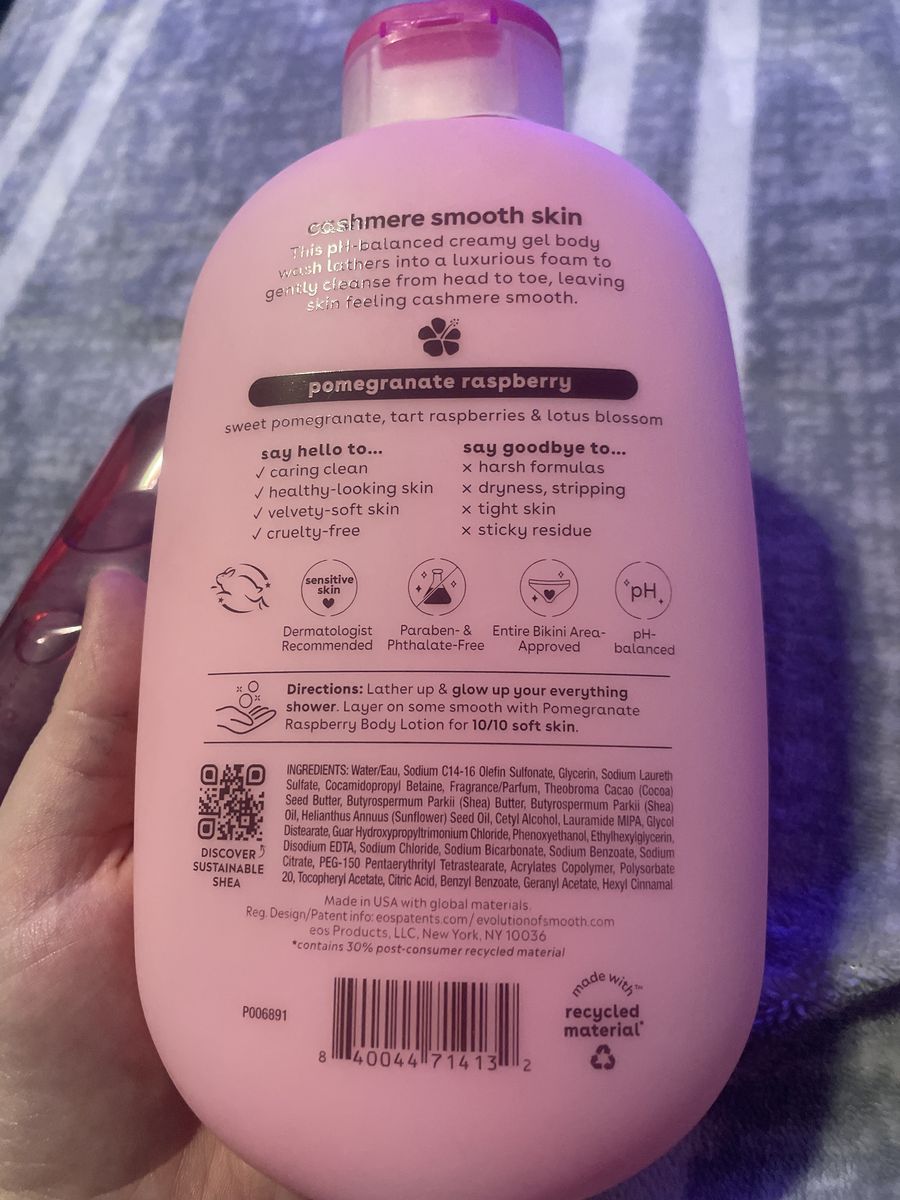 cashmere smooth skin
This pH-balanced creamy gel body
wash lathers into a luxurious foam to
gently cleanse from head to toe, leaving
skin feeling cashmere smooth.
pomegranate raspberry
sweet pomegranate, tart raspberries & lotus blossom
say hello to...
✓ caring clean
✓ healthy-looking skin
✓ velvety-soft skin
✓ cruelty-free
say goodbye to...
× harsh formulas
× dryness, stripping
× tight skin
× sticky residue
sensitive
skin
Dermatologist
Recommended
Paraben- &
Phthalate-Free
Entire Bikini Area-
Approved
pH
pH-
balanced
Directions: Lather up & glow up your everything
shower. Layer on some smooth with Pomegranate
Raspberry Body Lotion for 10/10 soft skin.
DISCOVER
SUSTAINABLE
SHEA
INGREDIENTS: Water/Eau, Sodium C14-16 Olefin Sulfonate, Glycerin, Sodium Laureth
Sulfate, Cocamidopropyl Betaine, Fragrance/Parfum, Theobroma Cacao (Cocoa)
Seed Butter, Butyrospermum Parkii (Shea) Butter, Butyrospermum Parkii (Shea)
Oil, Helianthus Annuus (Sunflower) Seed Oil, Cetyl Alcohol, Lauramide MIPA, Glycol
Distearate, Guar Hydroxypropyltrimonium Chloride, Phenoxyethanol, Ethylhexylglycerin,
Disodium EDTA, Sodium Chloride, Sodium Bicarbonate, Sodium Benzoate, Sodium
Citrate, PEG-150 Pentaerythrityl Tetrastearate, Acrylates Copolymer, Polysorbate
20, Tocopheryl Acetate, Citric Acid, Benzyl Benzoate, Geranyl Acetate, Hexyl Cinnamal
Made in USA with global materials.
Reg. Design/Patent info: eospatents.com / evolutionofsmooth.com
eos Products, LLC, New York, NY 10036
*contains 30% post-consumer recycled material
P006891
8 40044 71413 2
made with™
recycled
material*